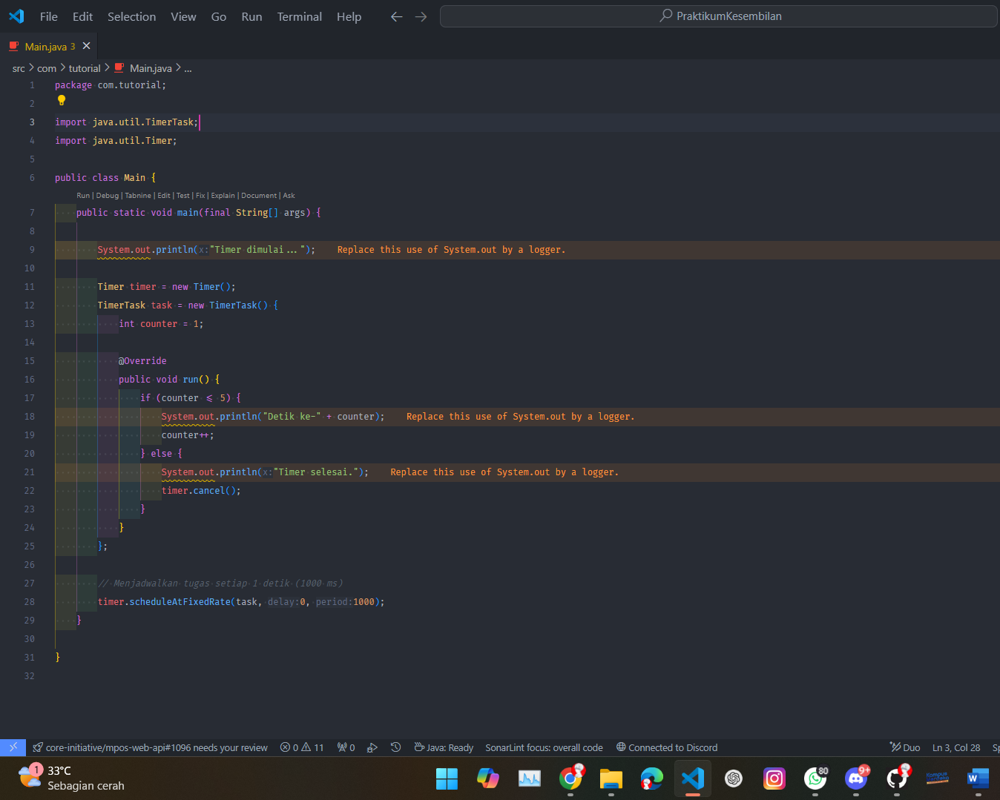 File Edit Selection View Go Run Terminal Help PraktikumKesembilan
Main.java 3
src > com > tutorial > Main.java > ...
1 package com.tutorial;
2
3 import java.util.TimerTask;
4 import java.util.Timer;
5
6 public class Main {
Run | Debug | Tabnine | Edit | Test | Fix | Explain | Document | Ask
7 public static void main(final String[] args) {
8
9 System.out.println(x:"Timer dimulai..."); Replace this use of System.out by a logger.
10
11 Timer timer = new Timer();
12 TimerTask task = new TimerTask() {
13 int counter = 1;
14
15 @Override
16 public void run() {
17 if (counter <= 5) {
18 System.out.println("Detik ke-" + counter); Replace this use of System.out by a logger.
19 counter++;
20 } else {
21 System.out.println(x:"Timer selesai."); Replace this use of System.out by a logger.
22 timer.cancel();
23 }
24 }
25 };
26
27 // Menjadwalkan tugas setiap 1 detik (1000 ms)
28 timer.scheduleAtFixedRate(task, delay:0, period:1000);
29 }
30
31 }
32
core-initiative/mpos-web-api#1096 needs your review 0 11 0 Java: Ready SonarLint focus: overall code Connected to Discord Duo Ln 3, Col 28 Sp
1 33°C
Sebagian cerah
80 9+
W